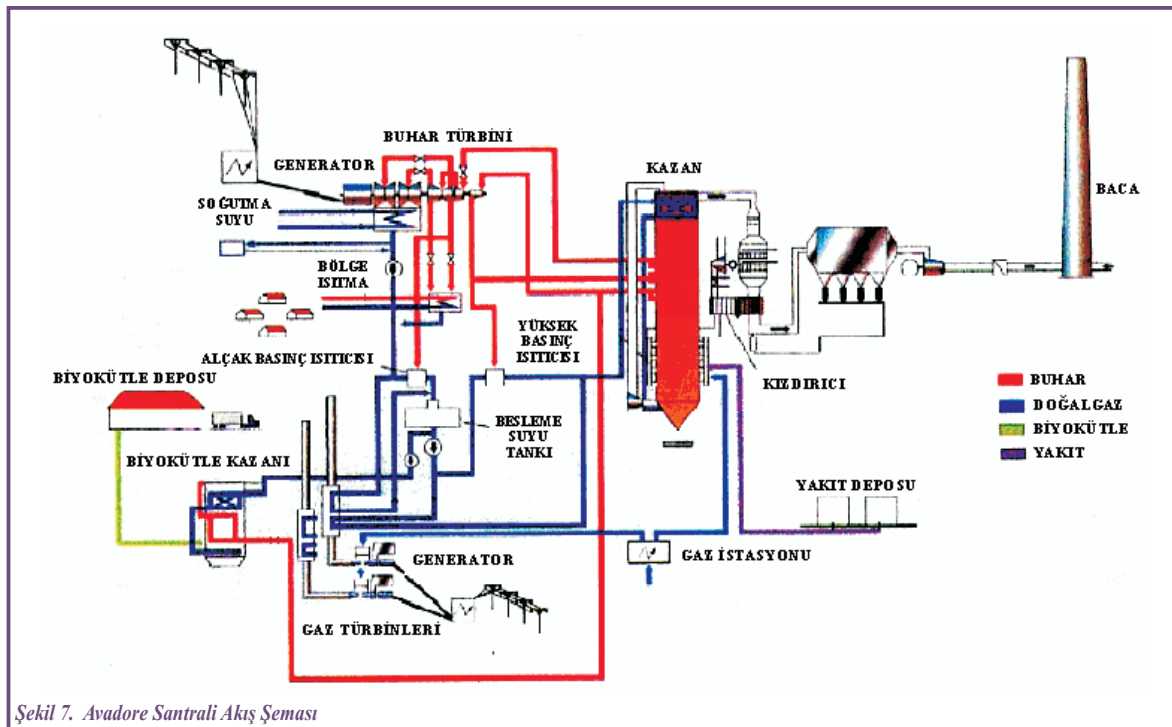 BUHAR TÜRBİNİ
GENERATOR
KAZAN
BACA
SOĞUTMA
SUYU
BÖLGE
ISITMA
YÜKSEK
BASINÇ
ISITICISI
ALÇAK BASINÇ ISITICISI
KIZDIRICI
BİYOKÜTLE DEPOSU
BESLEME
SUYU
TANKI
BUHAR
DOĞALGAZ
BİYOKÜTLE
YAKIT
BİYOKÜTLE KAZANI
YAKIT DEPOSU
GENERATOR
GAZ İSTASYONU
GAZ TÜRBİNLERİ
Şekil 7. Avadore Santrali Akış Şeması